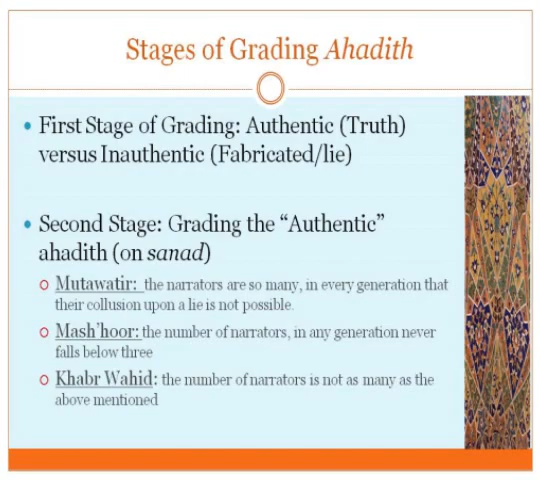 Stages of Grading Ahadith
First Stage of Grading: Authentic (Truth)
versus Inauthentic (Fabricated/lie)
Second Stage: Grading the “Authentic”
ahadith (on sanad)
Mutawatir: the narrators are so many, in every generation that
their collusion upon a lie is not possible.
Mash’hoor: the number of narrators, in any generation never
falls below three
Khabr Wahid: the number of narrators is not as many as the
above mentioned